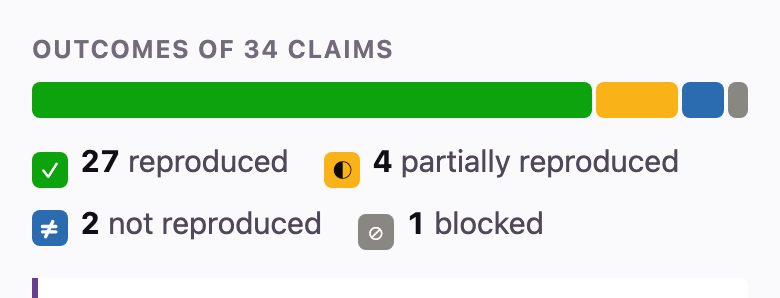 OUTCOMES OF 34 CLAIMS
27 reproduced 4 partially reproduced
≠ 2 not reproduced 1 blocked